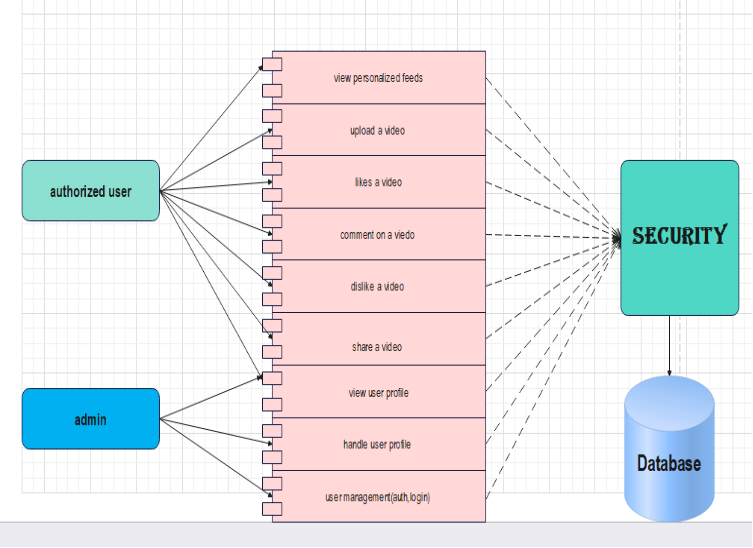 view personalized feeds
upload a video
authorized user
likes a video
comment on a viedo
SECURITY
dislike a video
share a video
view user profile
admin
handle user profile
Database
user management(auth,login)